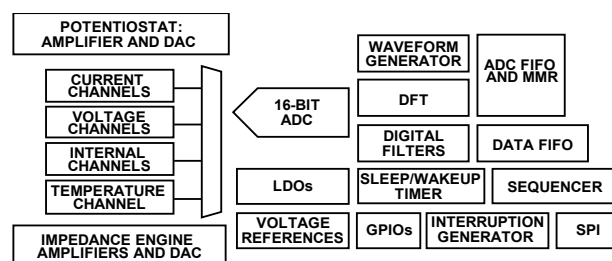 POTENTIOSTAT:
AMPLIFIER AND DAC
CURRENT
CHANNELS
VOLTAGE
CHANNELS
INTERNAL
CHANNELS
TEMPERATURE
CHANNEL
IMPEDANCE ENGINE
AMPLIFIERS AND DAC
16-BIT
ADC
WAVEFORM
GENERATOR
ADC FIFO
AND MMR
DFT
DIGITAL
FILTERS
DATA FIFO
LDOs
SLEEP/WAKEUP
TIMER
SEQUENCER
VOLTAGE
REFERENCES
GPIOs
INTERRUPTION
GENERATOR
SPI